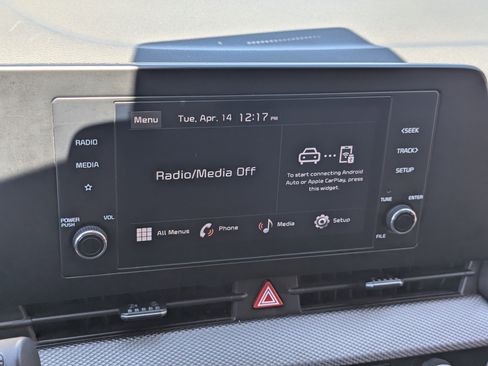 Menu
Tue, Apr. 14 12:17 PM
RADIO
MEDIA
POWER PUSH
VOL
Radio/Media Off
To start connecting Android
Auto or Apple CarPlay, press
this widget.
All Menus
Phone
Media
Setup
<SEEK
TRACK>
SETUP
TUNE
ENTER
FILE